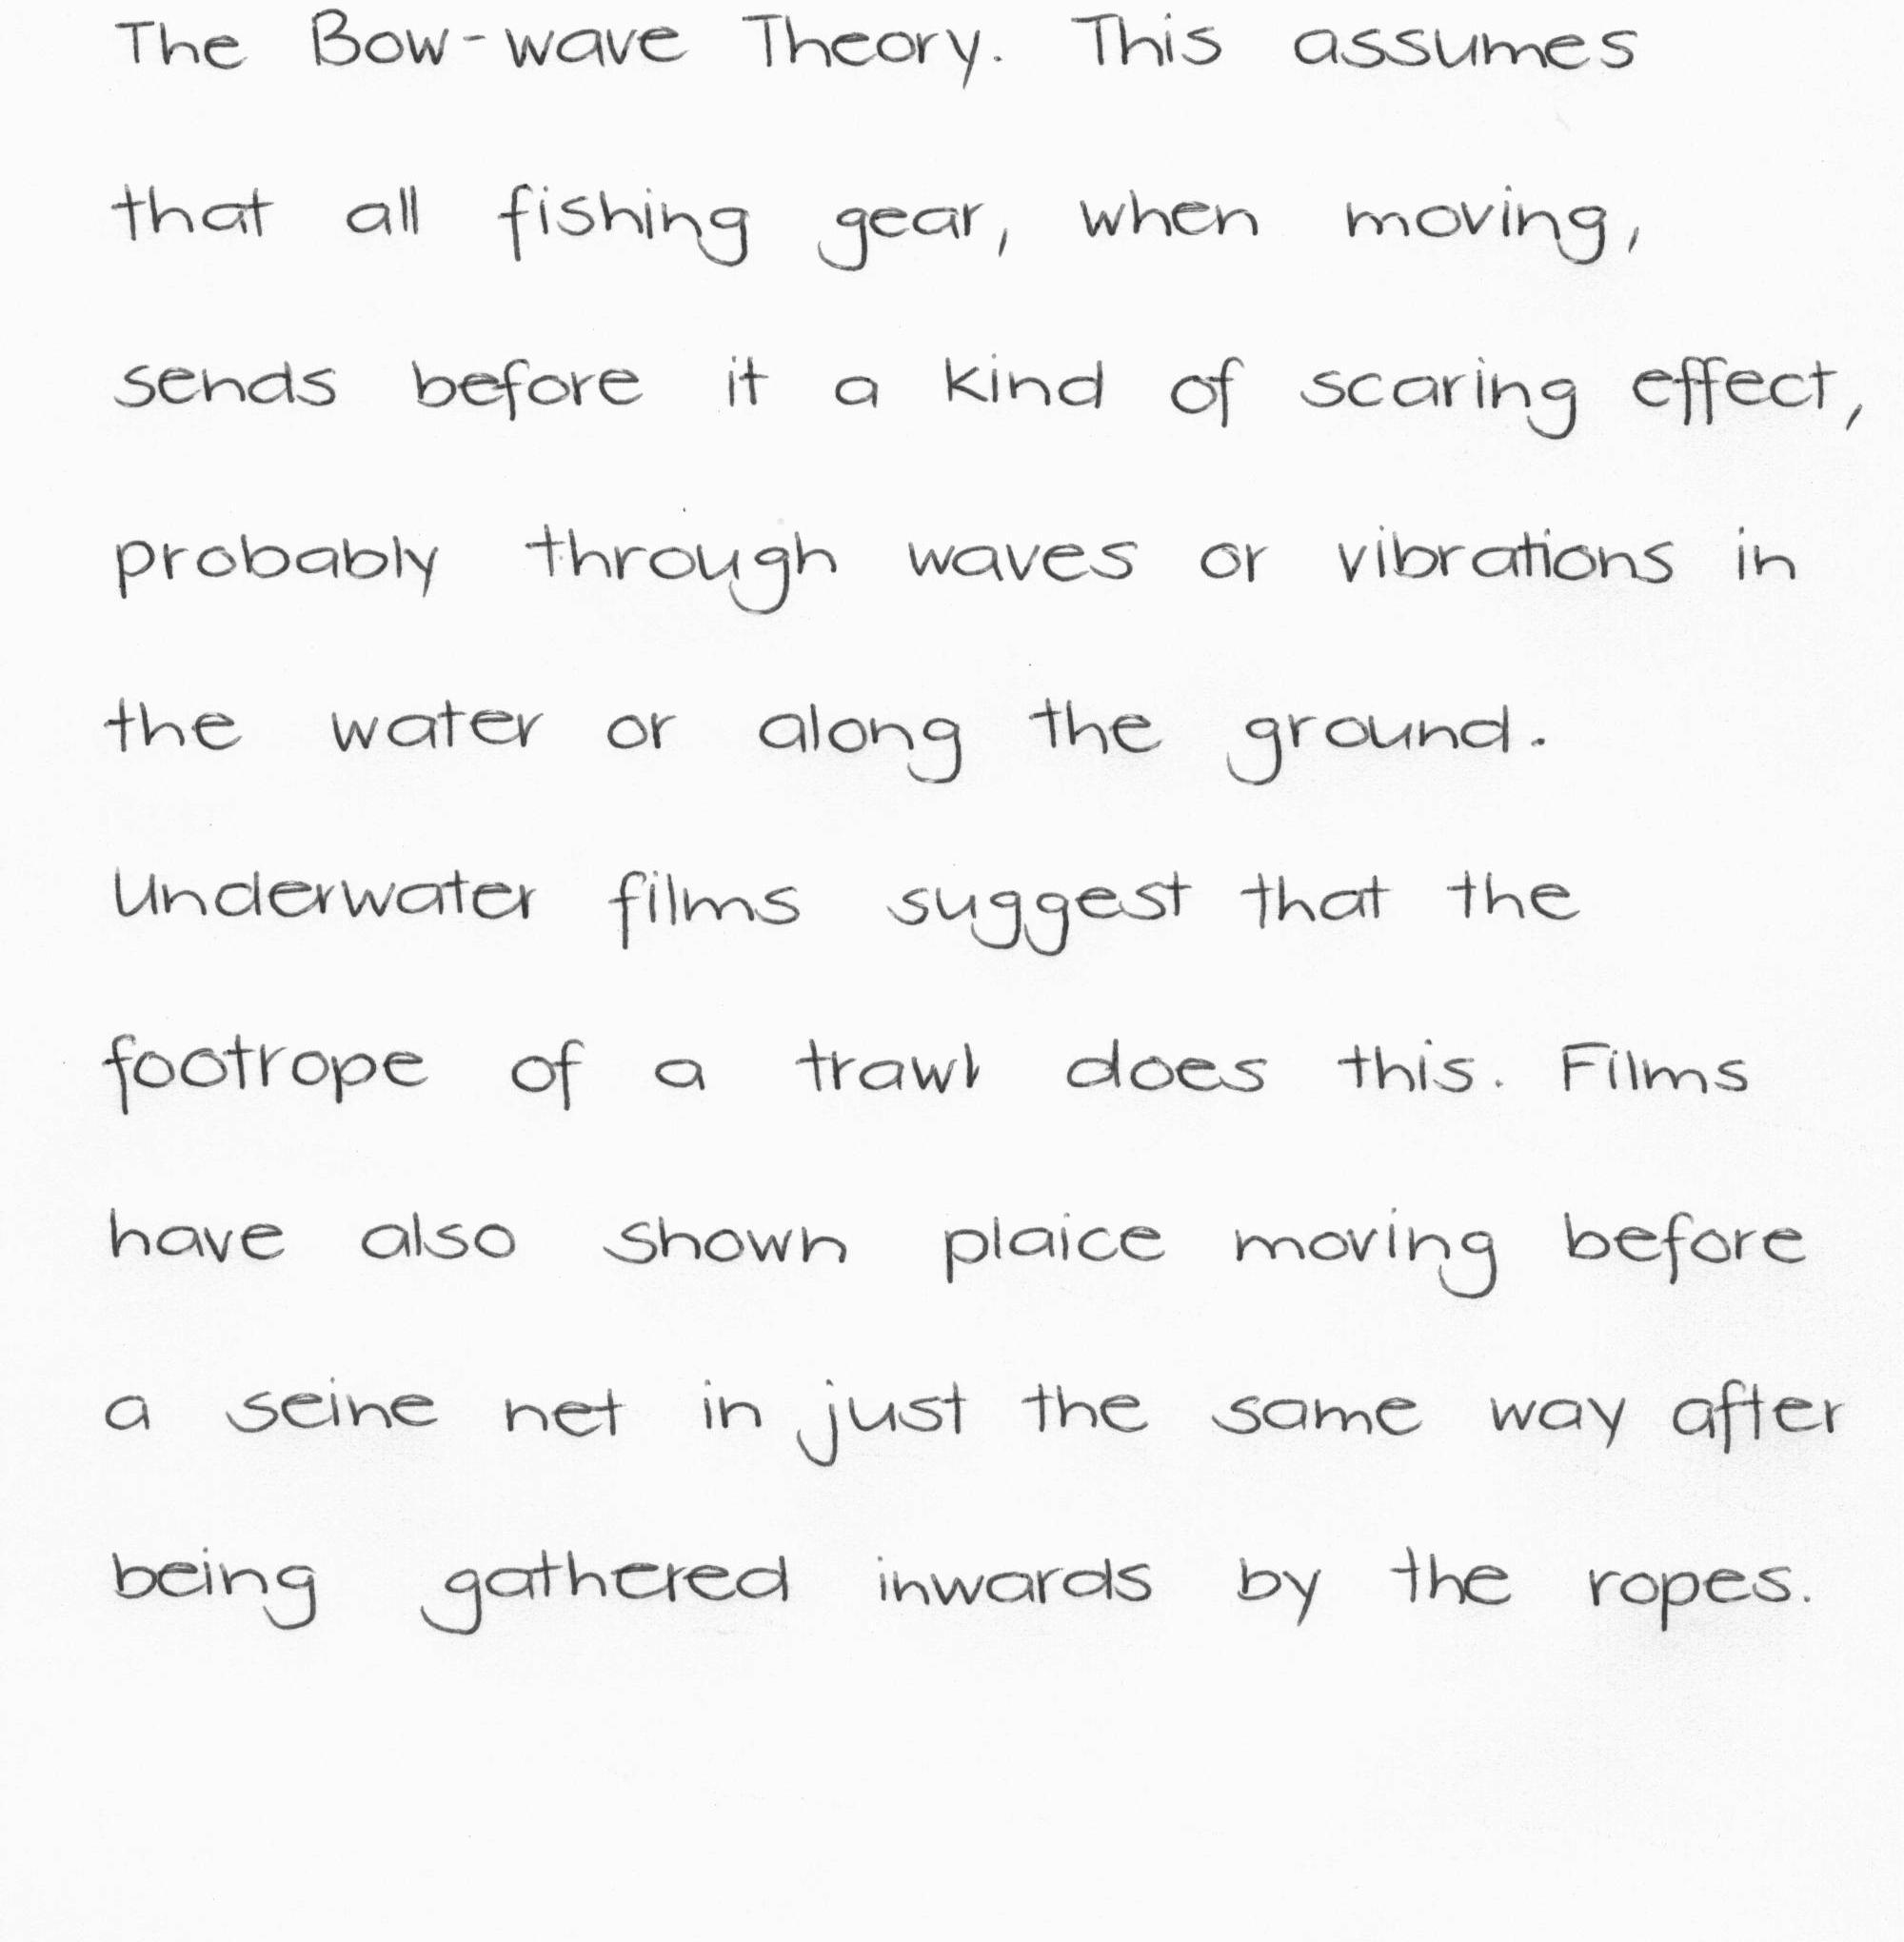 The Bow-wave Theory. This assumes
that all fishing gear, when moving,
sends before it a kind of scaring effect,
probably through waves or vibrations in
the water or along the ground.
Underwater films suggest that the
footrope of a trawl does this. Films
have also shown plaice moving before
a seine net in just the same way after
being gathered inwards by the ropes.